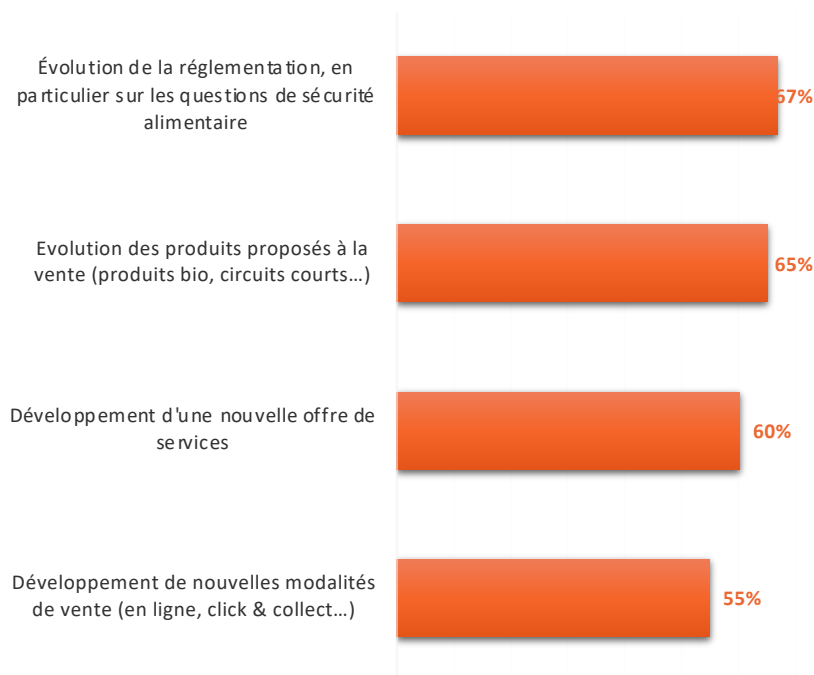 Évolution de la réglementation, en
particulier sur les questions de sécurité
alimentaire
67%
Evolution des produits proposés à la
vente (produits bio, circuits courts…)
65%
Développement d'une nouvelle offre de
services
60%
Développement de nouvelles modalités
de vente (en ligne, click & collect…)
55%